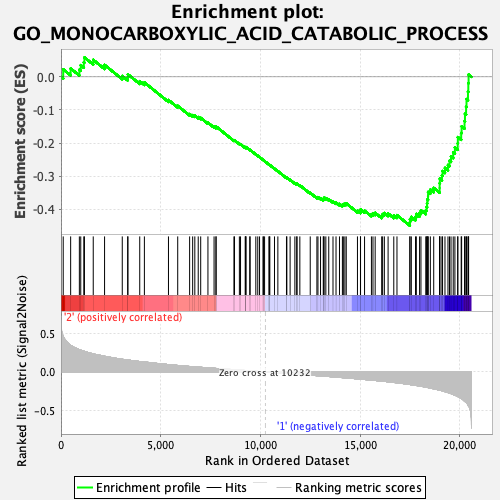 Enrichment plot:
GO_MONOCARBOXYLIC_ACID_CATABOLIC_PROCESS
Enrichment score (ES)
0.0
-0.1
-0.2
-0.3
-0.4
'2' (positively correlated)
Ranked list metric (Signal2Noise)
0.5
0.0
-0.5
Zero cross at 10232
'1' (negatively correlated)
0
5,000
10,000
15,000
20,000
Rank in Ordered Dataset
Enrichment profile
Hits
Ranking metric scores